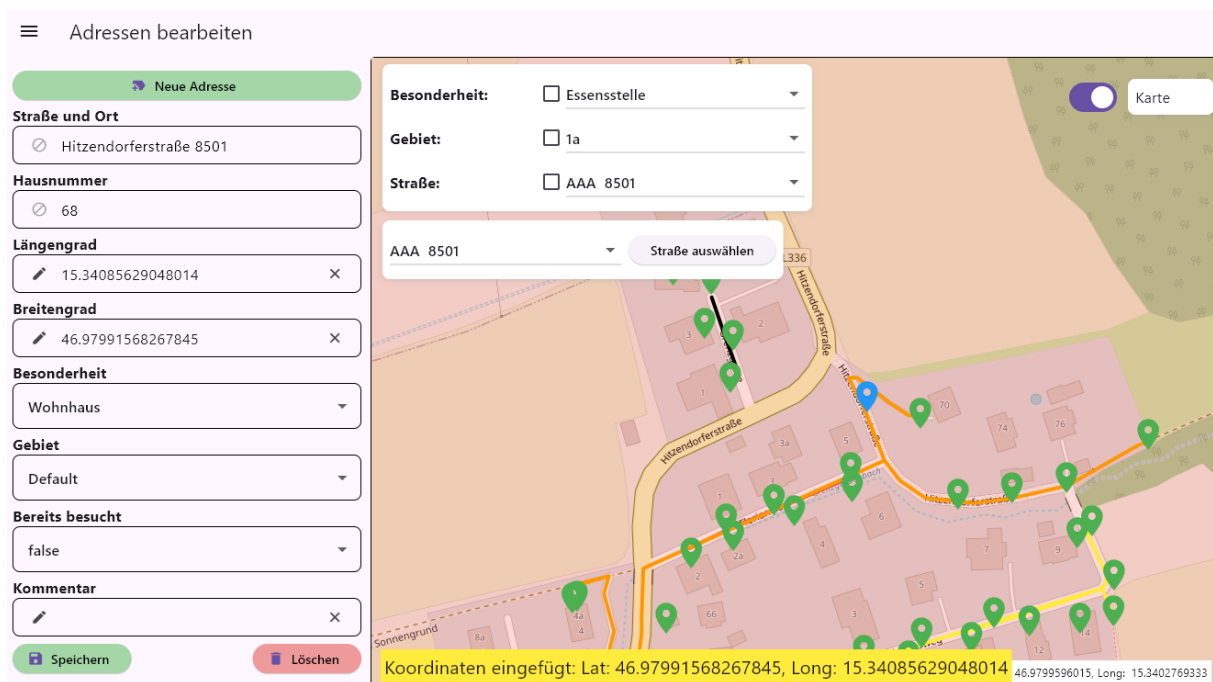 Adressen bearbeiten
Neue Adresse
Straße und Ort
Hitzendorferstraße 8501
Hausnummer
68
Längengrad
15.34085629048014
Breitengrad
46.97991568267845
Besonderheit
Wohnhaus
Gebiet
Default
Bereits besucht
false
Kommentar
Speichern
Löschen
Besonderheit:
Essensstelle
Gebiet:
1a
Straße:
AAA 8501
AAA 8501
Straße auswählen
Karte
L336
Hitzendorferstraße
3
2
1
Hitzendorferstraße
Hitzendorferstraße
70
74
76
3a
5
3
1
Hitzendorferstraße
6
4
2a
2
7
9
5
4a
4
66
3
14
12
Sonnengrund
8a
Koordinaten eingefügt: Lat: 46.97991568267845, Long: 15.34085629048014
46.9799596015, Long: 15.3402769333